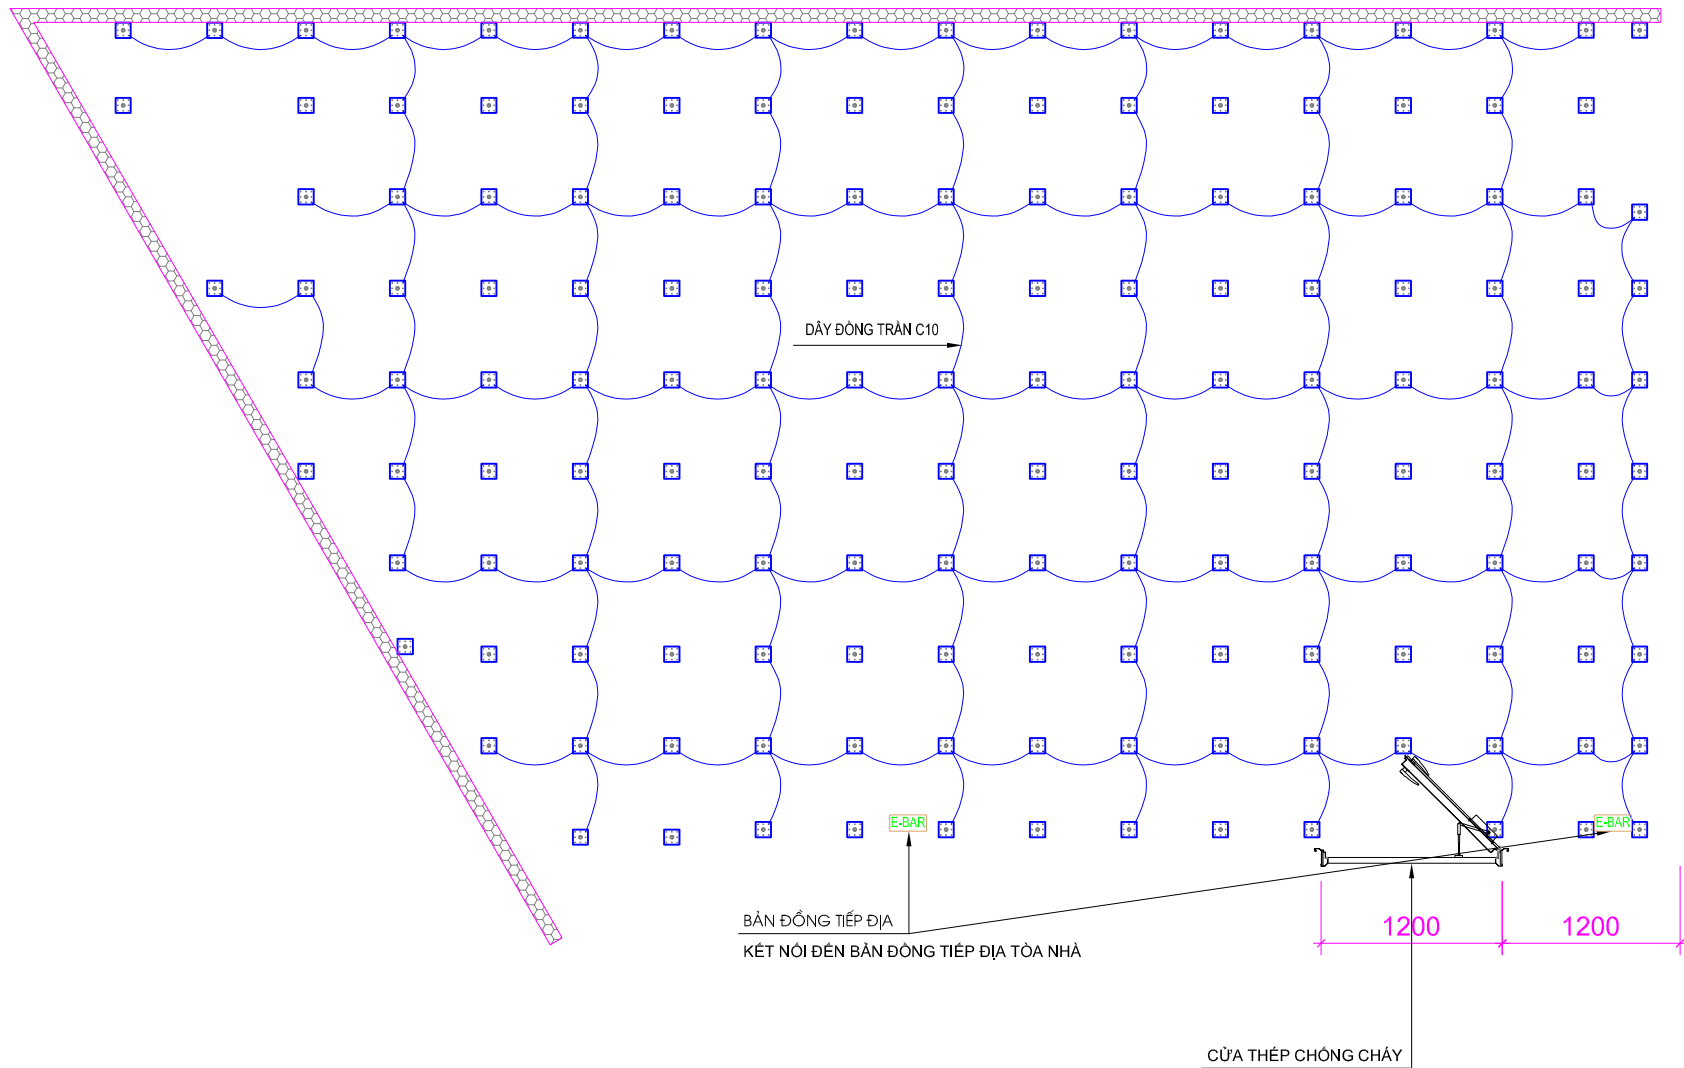 DÂY ĐỒNG TRẦN C10
E-BAR
E-BAR
BẢN ĐỒNG TIẾP ĐỊA
KẾT NỐI ĐẾN BẢN ĐỒNG TIẾP ĐỊA TÒA NHÀ
1200
1200
CỬA THÉP CHỐNG CHÁY